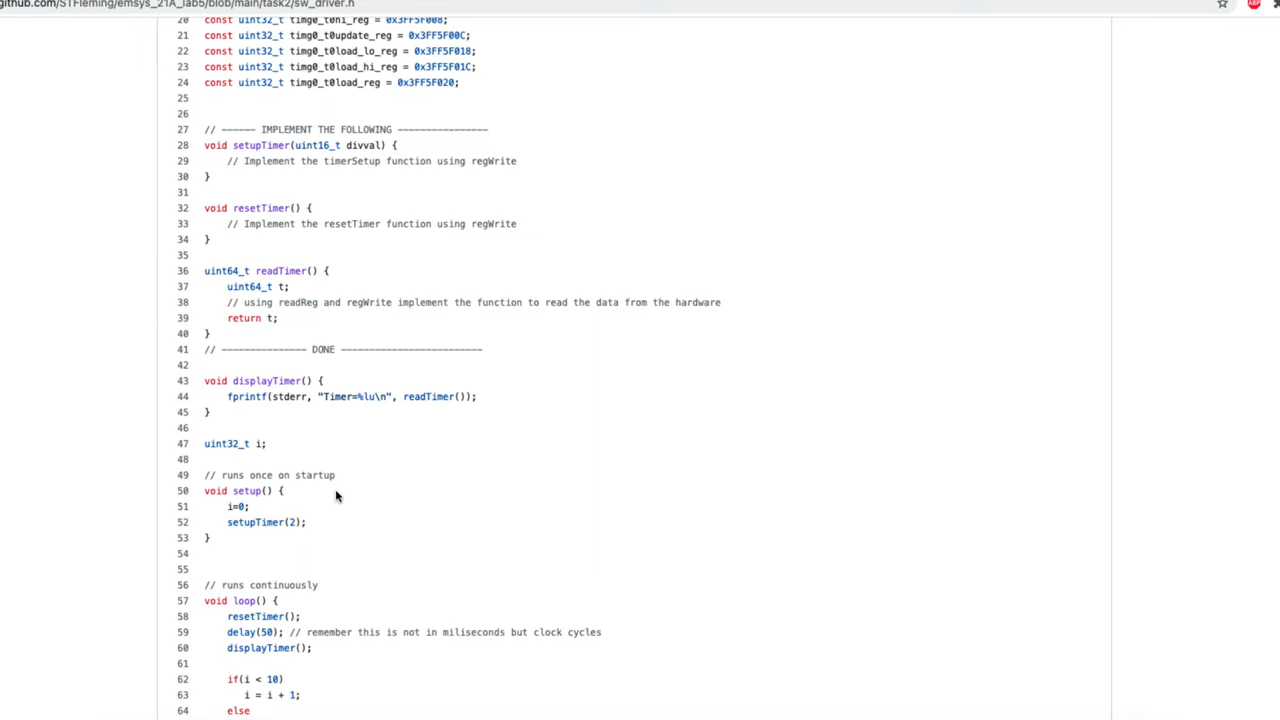 github.com/STFleming/emsys_21A_lab5/blob/main/task2/sw_driver.h
20 const uint32_t timg0_t0hi_reg = 0x3FF5F008;
21 const uint32_t timg0_t0update_reg = 0x3FF5F00C;
22 const uint32_t timg0_t0load_lo_reg = 0x3FF5F018;
23 const uint32_t timg0_t0load_hi_reg = 0x3FF5F01C;
24 const uint32_t timg0_t0load_reg = 0x3FF5F020;
25
26
27 // ------ IMPLEMENT THE FOLLOWING ----------------
28 void setupTimer(uint16_t divval) {
29 // Implement the timerSetup function using regWrite
30 }
31
32 void resetTimer() {
33 // Implement the resetTimer function using regWrite
34 }
35
36 uint64_t readTimer() {
37 uint64_t t;
38 // using readReg and regWrite implement the function to read the data from the hardware
39 return t;
40 }
41 // --------------- DONE -------------------------
42
43 void displayTimer() {
44 fprintf(stderr, "Timer=%lu\n", readTimer());
45 }
46
47 uint32_t i;
48
49 // runs once on startup
50 void setup() {
51 i=0;
52 setupTimer(2);
53 }
54
55
56 // runs continuously
57 void loop() {
58 resetTimer();
59 delay(50); // remember this is not in miliseconds but clock cycles
60 displayTimer();
61
62 if(i < 10)
63 i = i + 1;
64 else